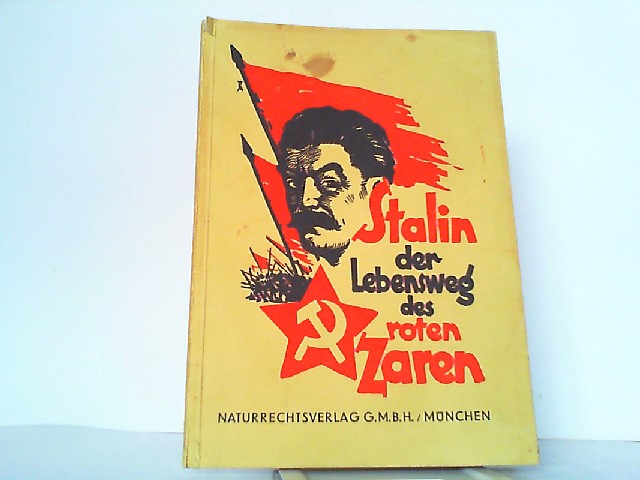 Stalin
der
Lebensweg
des
roten
Zaren
NATURRECHTSVERLAG G.M.B.H. / MÜNCHEN